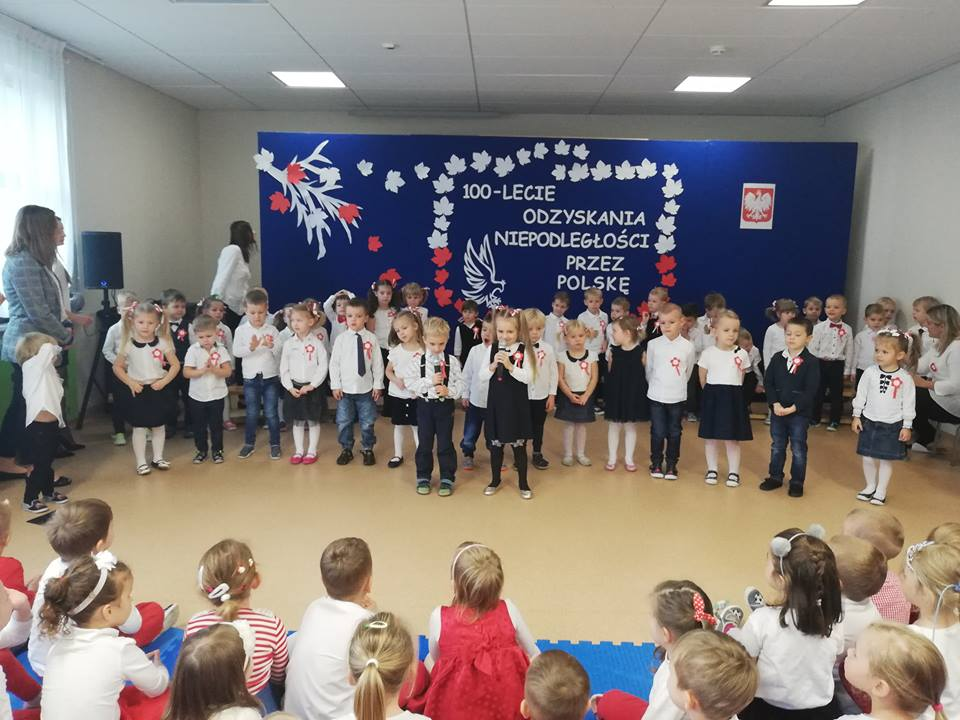 100-LECIE
ODZYSKANIA
NIEPODLEGŁOŚCI
PRZEZ
POLSKĘ